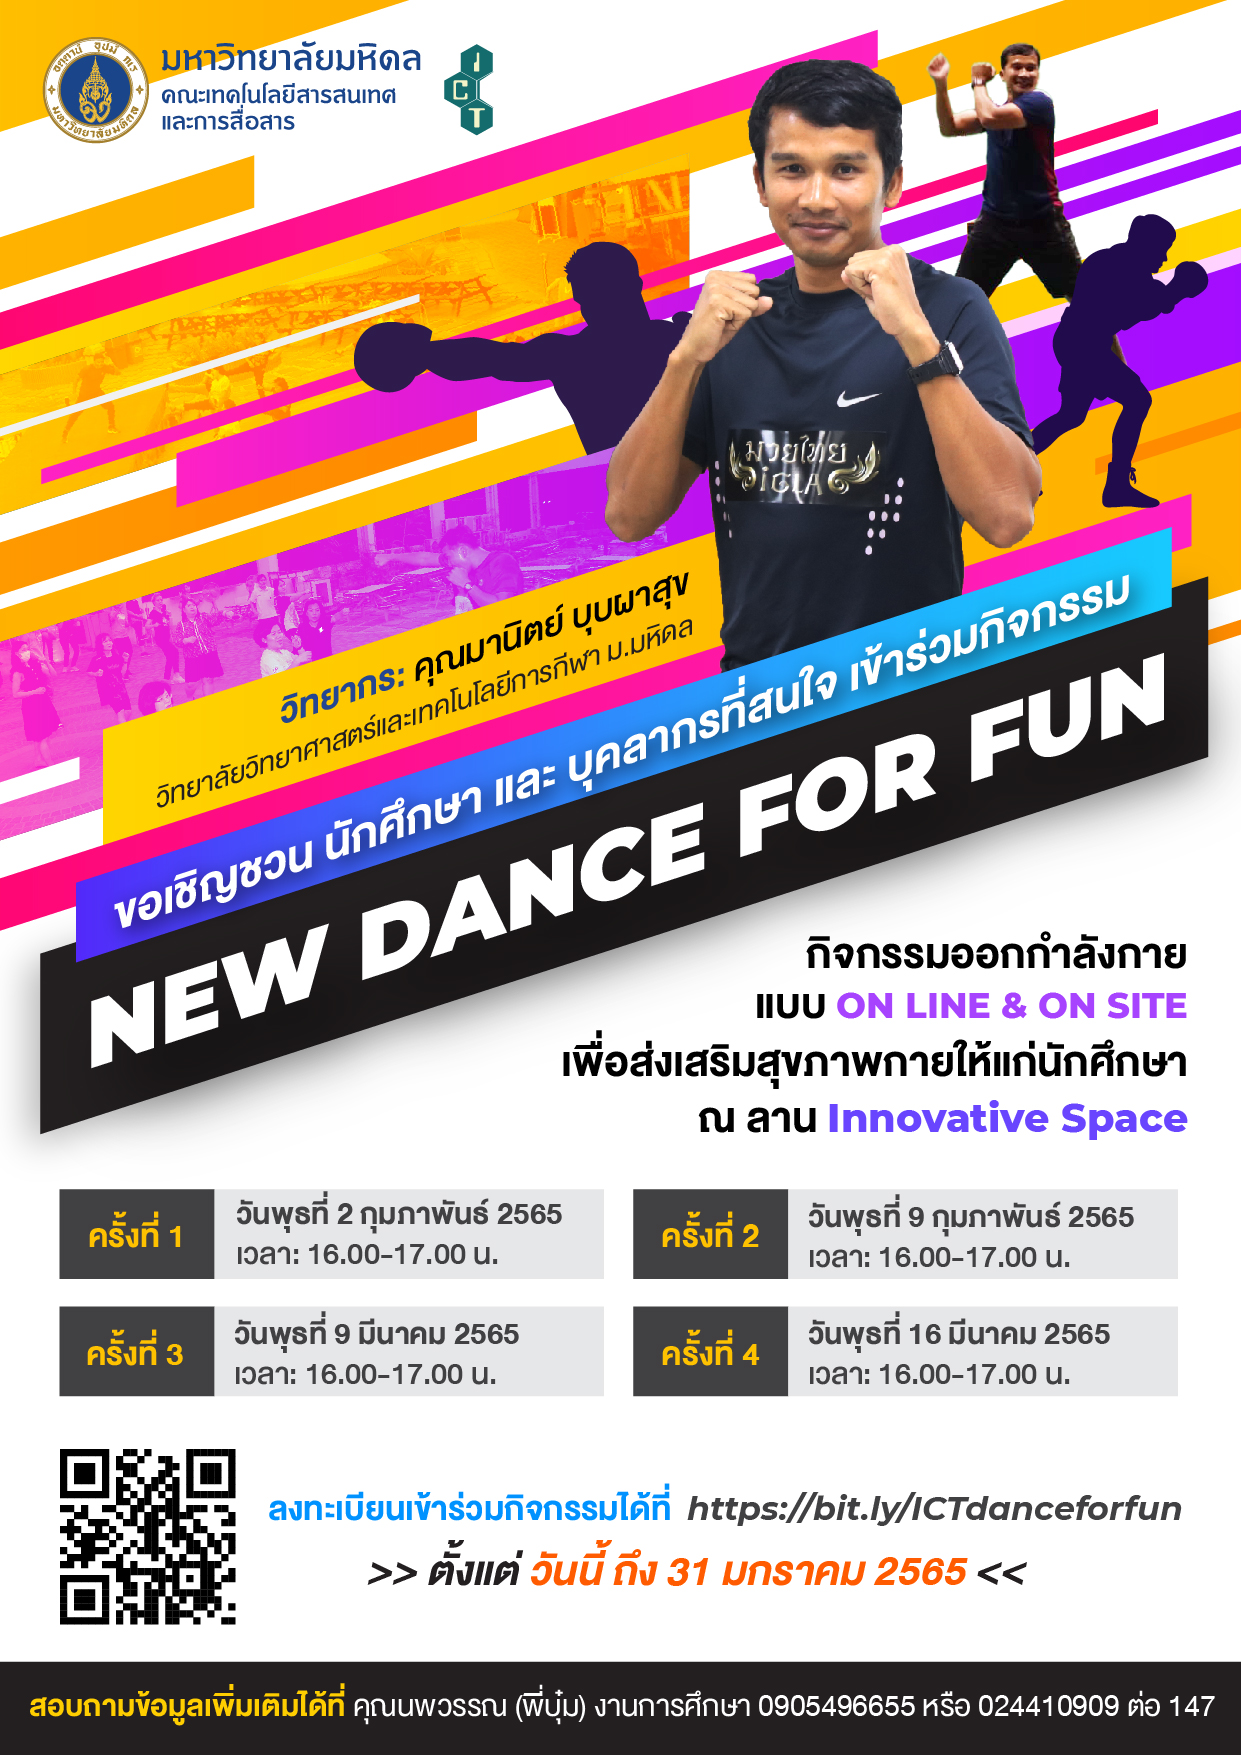 มหาวิทยาลัยมหิดล
คณะเทคโนโลยีสารสนเทศ
และการสื่อสาร
I
C
T
มวยไทย
iGLA
วิทยากร: คุณมานิตย์ บุบผาสุข
วิทยาลัยวิทยาศาสตร์และเทคโนโลยีการกีฬา ม.มหิดล
ขอเชิญชวน นักศึกษา และ บุคลากรที่สนใจ เข้าร่วมกิจกรรม
NEW DANCE FOR FUN
กิจกรรมออกกำลังกาย
แบบ ON LINE & ON SITE
เพื่อส่งเสริมสุขภาพกายให้แก่นักศึกษา
ณ ลาน Innovative Space
ครั้งที่ 1
วันพุธที่ 2 กุมภาพันธ์ 2565
เวลา: 16.00-17.00 น.
ครั้งที่ 2
วันพุธที่ 9 กุมภาพันธ์ 2565
เวลา: 16.00-17.00 น.
ครั้งที่ 3
วันพุธที่ 9 มีนาคม 2565
เวลา: 16.00-17.00 น.
ครั้งที่ 4
วันพุธที่ 16 มีนาคม 2565
เวลา: 16.00-17.00 น.
ลงทะเบียนเข้าร่วมกิจกรรมได้ที่ https://bit.ly/ICTdanceforfun
>> ตั้งแต่ วันนี้ ถึง 31 มกราคม 2565 <<
สอบถามข้อมูลเพิ่มเติมได้ที่ คุณนพวรรณ (พี่บุ๋ม) งานการศึกษา 0905496655 หรือ 024410909 ต่อ 147